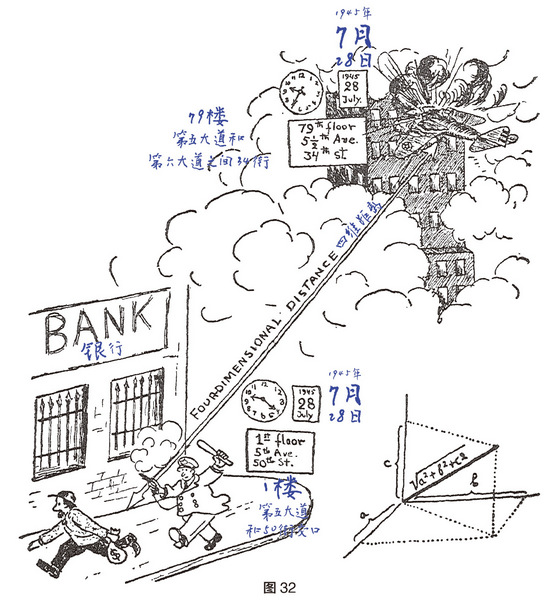 1945年
7月
28日
1945
28
July.
79楼
第五大道和
第六大道之间34街
79th floor
5½th Ave.
34th st
FOUR-DIMENSIONAL DISTANCE 四维距离
BANK
银行
1945年
7月
28日
1945
28
July
1st floor
5th Ave.
50th St.
1楼
第五大道
和50街交口
a
b
c
√a²+b²+c²
图 32